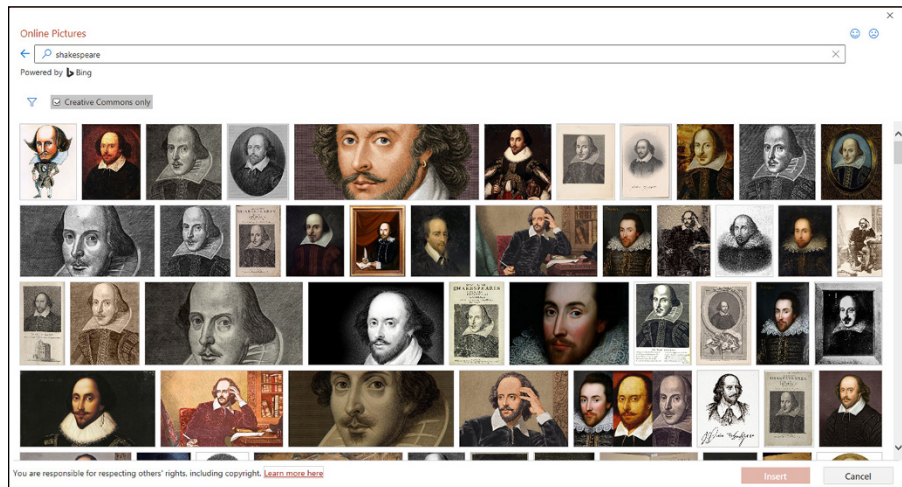 Online Pictures
shakespeare
Powered by Bing
Creative Commons only
SHAKESPEARES
You are responsible for respecting others' rights, including copyright. Learn more here
Insert
Cancel